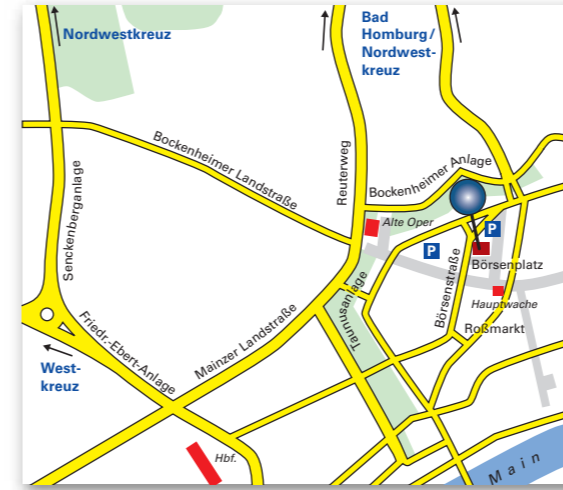 Nordwestkreuz
Bad
Homburg/
Nordwest-
kreuz
Bockenheimer Landstraße
Senckenberganlage
Reuterweg
Bockenheimer Anlage
Alte Oper
P
P
Börsenplatz
Börsenstraße
Hauptwache
Roßmarkt
Taunusanlage
Mainzer Landstraße
Friedr.-Ebert-Anlage
West-
kreuz
Hbf.
Main